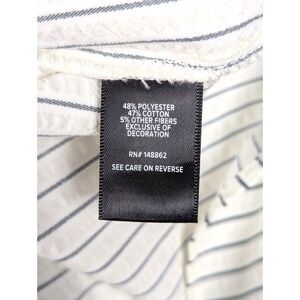 48% POLYESTER
47% COTTON
5% OTHER FIBERS
EXCLUSIVE OF
DECORATION
RN# 148862
SEE CARE ON REVERSE